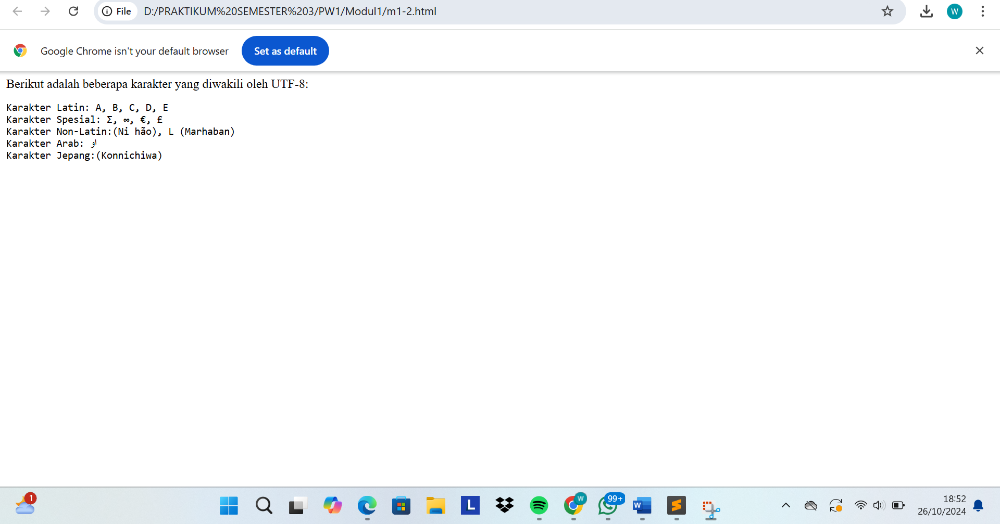 File D:/PRAKTIKUM%20SEMESTER%203/PW1/Modul1/m1-2.html W
Google Chrome isn't your default browser Set as default
Berikut adalah beberapa karakter yang diwakili oleh UTF-8:
Karakter Latin: A, B, C, D, E
Karakter Spesial: Σ, ∞, €, £
Karakter Non-Latin:(Ni hão), L (Marhaban)
Karakter Arab: او
Karakter Jepang:(Konnichiwa)
1 L W 99+ W 18:52
26/10/2024